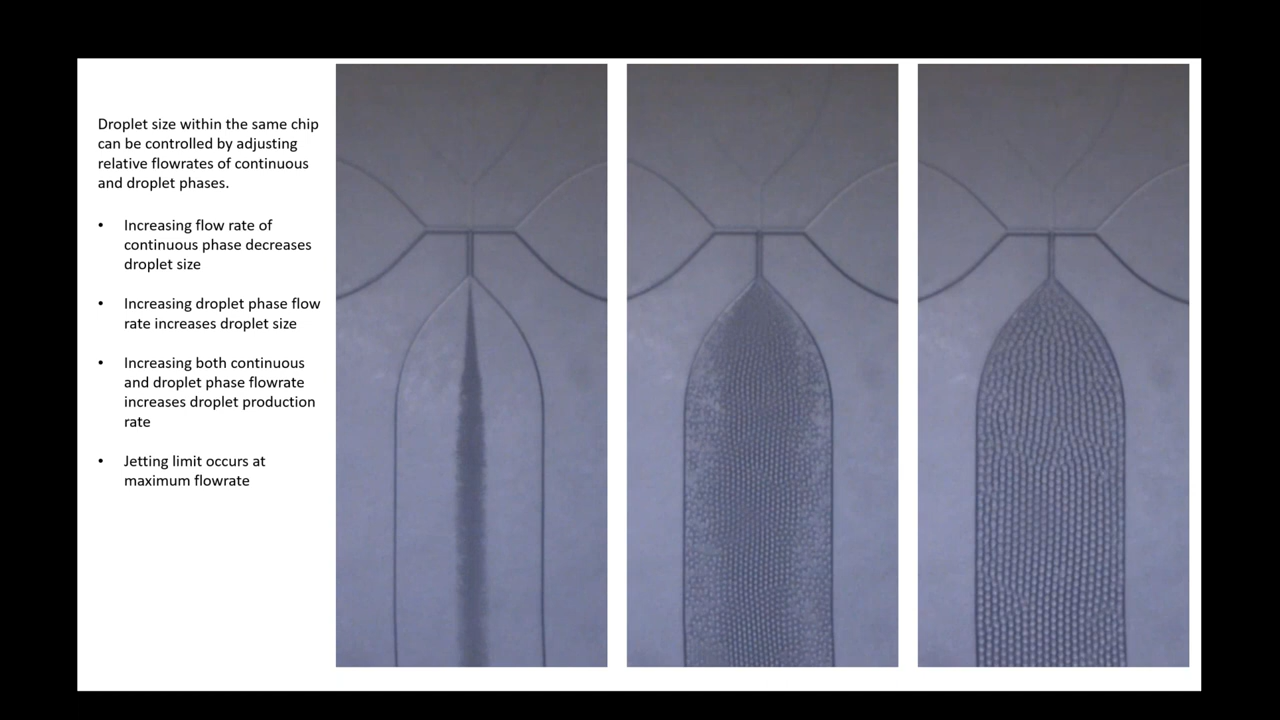 Droplet size within the same chip
can be controlled by adjusting
relative flowrates of continuous
and droplet phases.
• Increasing flow rate of
continuous phase decreases
droplet size
• Increasing droplet phase flow
rate increases droplet size
• Increasing both continuous
and droplet phase flowrate
increases droplet production
rate
• Jetting limit occurs at
maximum flowrate